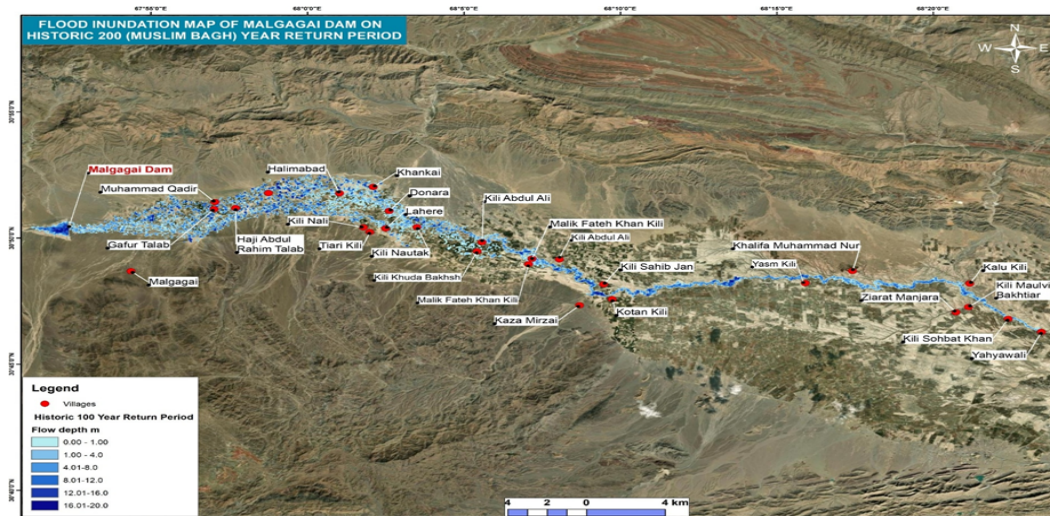 FLOOD INUNDATION MAP OF MALGAGAI DAM ON
HISTORIC 200 (MUSLIM BAGH) YEAR RETURN PERIOD
67°55'0"E
68°0'0"E
68°5'0"E
68°10'0"E
68°15'0"E
68°20'0"E
N
W
E
S
Malgagai Dam
Halimabad
Khankai
Muhammad Qadir
Donara
Kili Abdul Ali
Lahere
Kili Nali
Malik Fateh Khan Kili
Kili Abdul Ali
Gafur Talab
Haji Abdul
Rahim Talab
Tiari Kili
Kili Nautak
Khalifa Muhammad Nur
Yasm Kili
Kalu Kili
Kili Sahib Jan
Kili Khuda Bakhsh
Malgagai
Malik Fateh Khan Kili
Ziarat Manjara
Kili Maulvi
Bakhtiar
Kaza Mirzai
Kotan Kili
Kili Sohbat Khan
Yahyawali
Legend
Villages
Historic 100 Year Return Period
Flow depth m
0.00 - 1.00
1.00 - 4.0
4.01-8.0
8.01-12.0
12.01-16.0
16.01-20.0
4 2 0 4 km